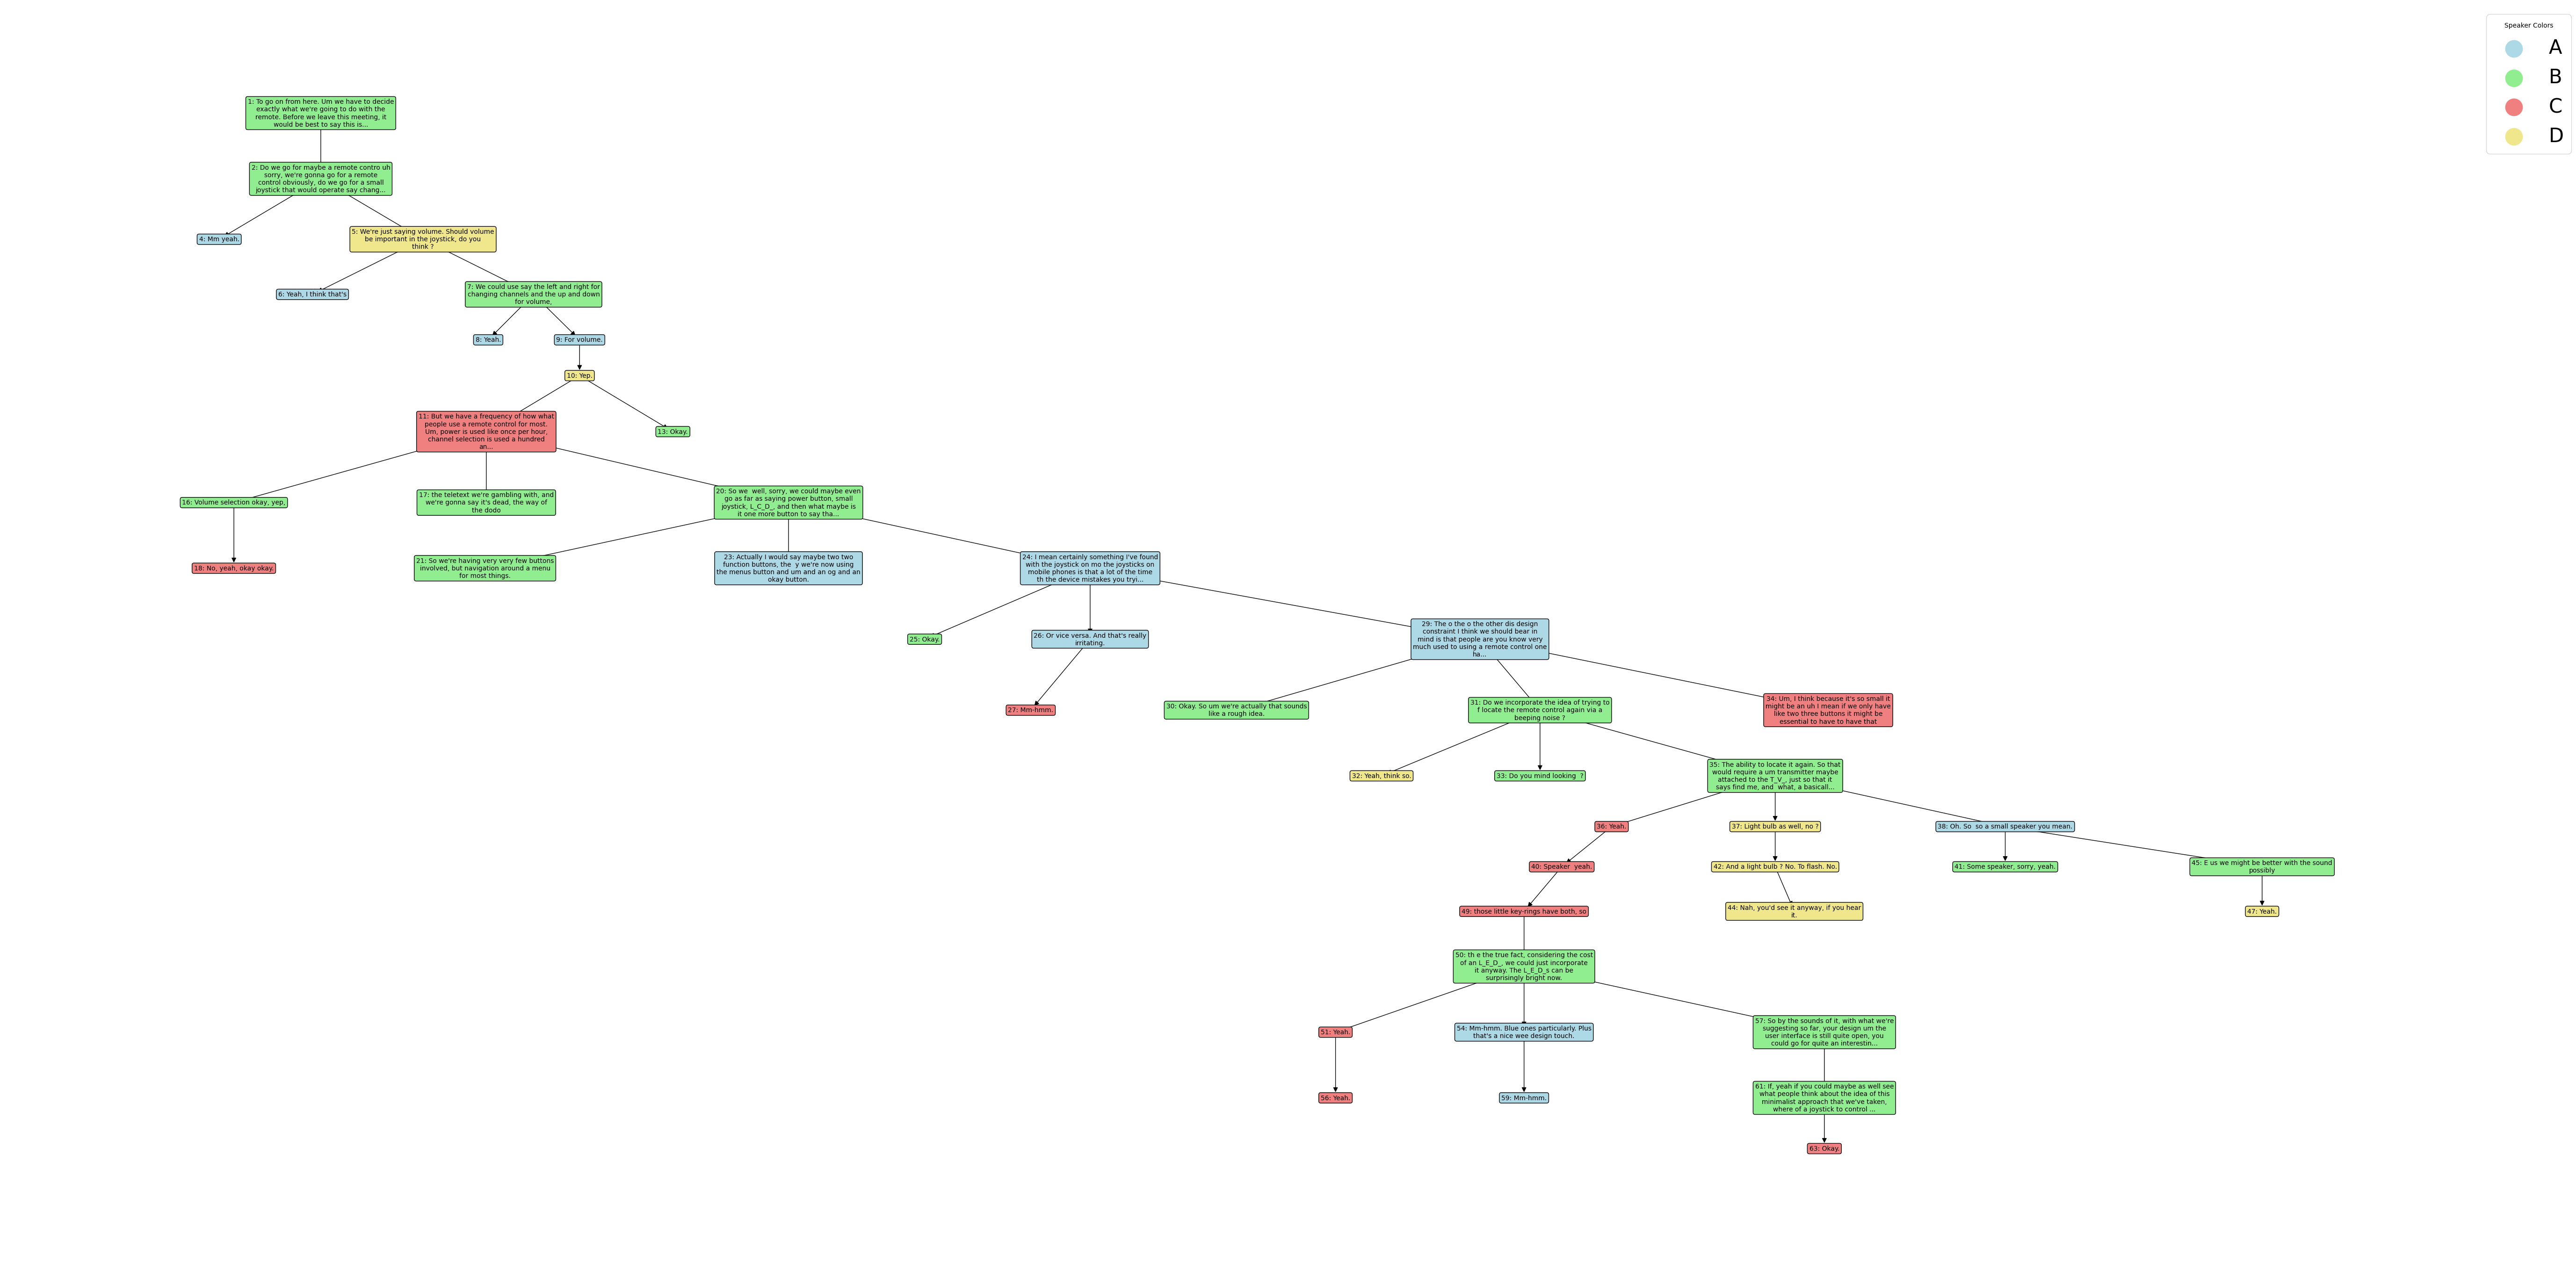 Speaker Colors
A
B
C
D
1: To go on from here. Um we have to decide
exactly what we're going to do with the
remote. Before we leave this meeting, it
would be best to say this is...
2: Do we go for maybe a remote contro uh
sorry, we're gonna go for a remote
control obviously, do we go for a small
joystick that would operate say chang...
4: Mm yeah.
5: We're just saying volume. Should volume
be important in the joystick, do you
think ?
6: Yeah, I think that's
7: We could use say the left and right for
changing channels and the up and down
for volume,
8: Yeah.
9: For volume.
10: Yep.
11: But we have a frequency of how what
people use a remote control for most.
Um, power is used like once per hour,
channel selection is used a hundred
an...
13: Okay.
16: Volume selection okay, yep,
17: the teletext we're gambling with, and
we're gonna say it's dead, the way of
the dodo
20: So we  well, sorry, we could maybe even
go as far as saying power button, small
joystick, L_C_D_, and then what maybe is
it one more button to say tha...
18: No, yeah, okay okay.
21: So we're having very very few buttons
involved, but navigation around a menu
for most things.
23: Actually I would say maybe two two
function buttons, the  y we're now using
the menus button and um and an og and an
okay button.
24: I mean certainly something I've found
with the joystick on mo the joysticks on
mobile phones is that a lot of the time
th the device mistakes you tryi...
25: Okay.
26: Or vice versa. And that's really
irritating.
29: The o the o the other dis design
constraint I think we should bear in
mind is that people are you know very
much used to using a remote control one
ha...
27: Mm-hmm.
30: Okay. So um we're actually that sounds
like a rough idea.
31: Do we incorporate the idea of trying to
f locate the remote control again via a
beeping noise ?
34: Um, I think because it's so small it
might be an uh I mean if we only have
like two three buttons it might be
essential to have to have that
32: Yeah, think so.
33: Do you mind looking  ?
35: The ability to locate it again. So that
would require a um transmitter maybe
attached to the T_V_, just so that it
says find me, and  what, a basicall...
36: Yeah.
37: Light bulb as well, no ?
38: Oh. So  so a small speaker you mean.
40: Speaker  yeah.
42: And a light bulb ? No. To flash. No.
41: Some speaker, sorry, yeah.
45: E us we might be better with the sound
possibly
49: those little key-rings have both, so
44: Nah, you'd see it anyway, if you hear
it.
47: Yeah.
50: th e the true fact, considering the cost
of an L_E_D_, we could just incorporate
it anyway. The L_E_D_s can be
surprisingly bright now.
51: Yeah.
54: Mm-hmm. Blue ones particularly. Plus
that's a nice wee design touch.
57: So by the sounds of it, with what we're
suggesting so far, your design um the
user interface is still quite open, you
could go for quite an interestin...
56: Yeah.
59: Mm-hmm.
61: If, yeah if you could maybe as well see
what people think about the idea of this
minimalist approach that we've taken,
where of a joystick to control ...
63: Okay.